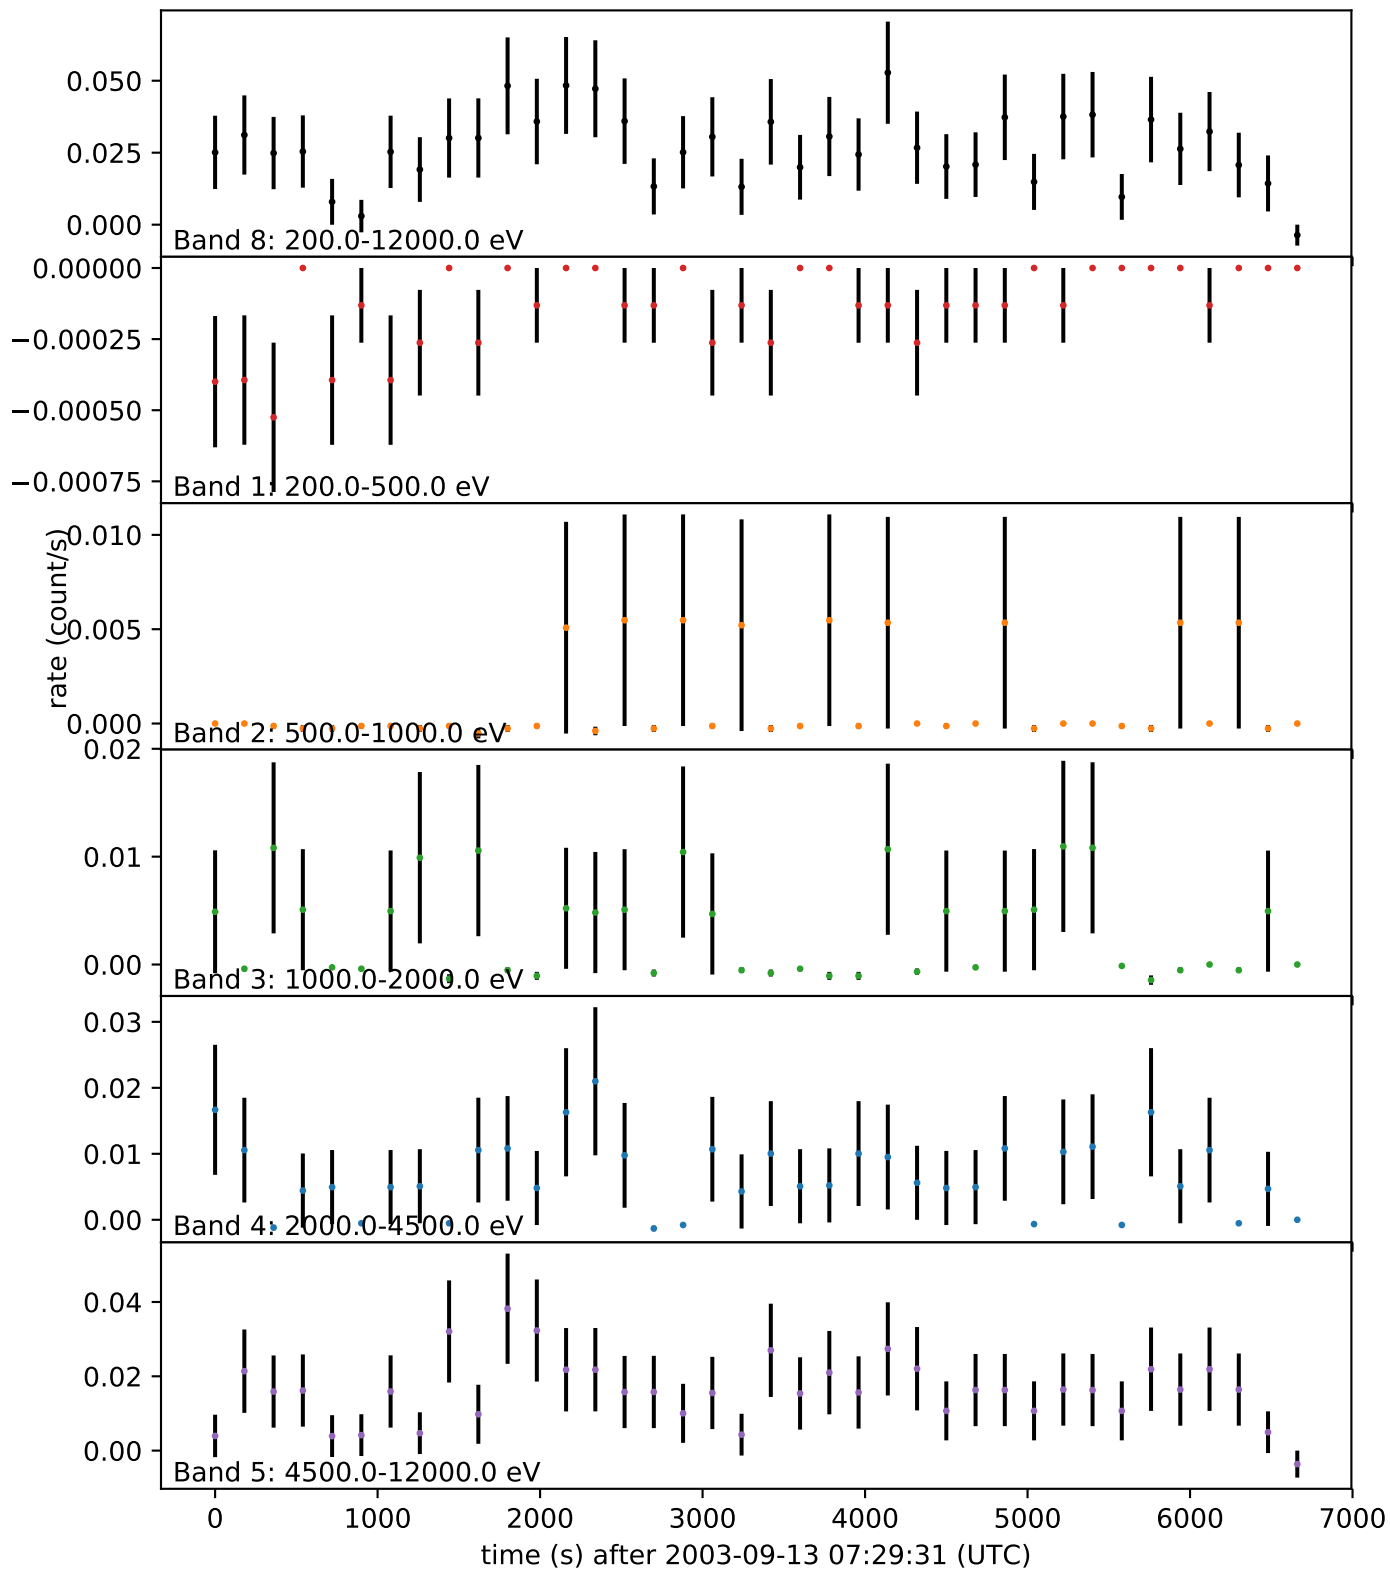 0.050
0.025
0.000
Band 8: 200.0-12000.0 eV
0.00000
−0.00025
−0.00050
−0.00075
Band 1: 200.0-500.0 eV
rate (count/s)
0.010
0.005
0.000
Band 2: 500.0-1000.0 eV
0.02
0.01
0.00
Band 3: 1000.0-2000.0 eV
0.03
0.02
0.01
0.00
Band 4: 2000.0-4500.0 eV
0.04
0.02
0.00
Band 5: 4500.0-12000.0 eV
0 1000 2000 3000 4000 5000 6000 7000
time (s) after 2003-09-13 07:29:31 (UTC)